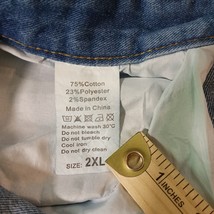 75%Cotton
23%Polyester
2%Spandex
Made In China
Machine wash 30°C
Do not bleach
Do not tumble dry
Cool iron
Do not dry clean
SIZE: 2XL
1
INCHES